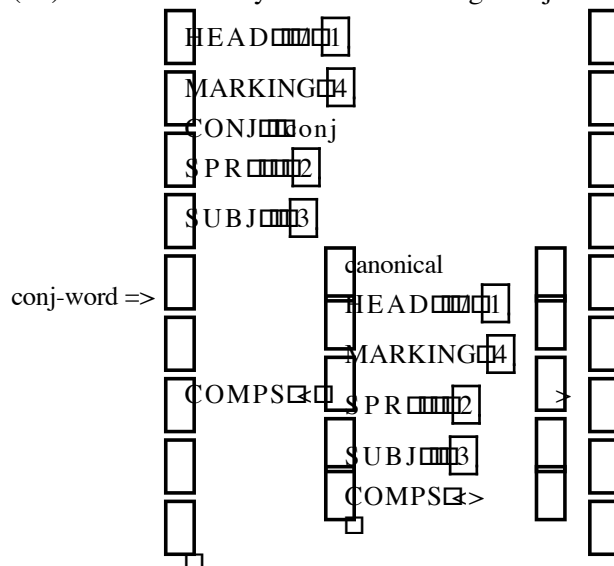 HEAD / 1
MARKING 4
CONJ conj
SPR 2
SUBJ 3
canonical
conj-word =>
HEAD / 1
MARKING 4
COMPS < >
SPR 2
SUBJ 3
COMPS <>